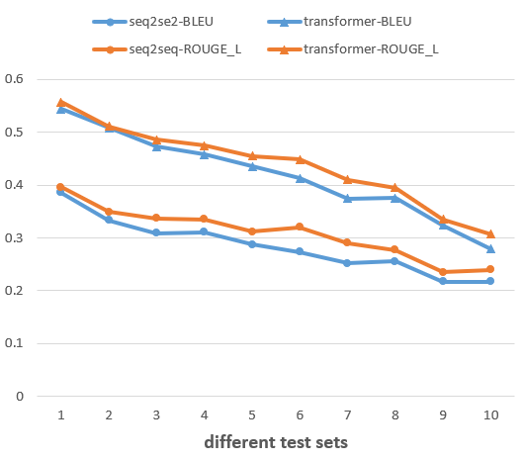 seq2se2-BLEU transformer-BLEU
seq2seq-ROUGE_L transformer-ROUGE_L
0.6
0.5
0.4
0.3
0.2
0.1
0
1 2 3 4 5 6 7 8 9 10
different test sets